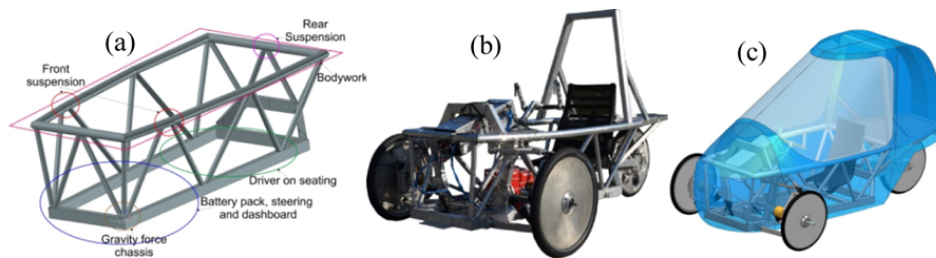 (a)
Rear
Suspension
Front
suspension
Bodywork
Driver on seating
Battery pack, steering
and dashboard
Gravity force
chassis
(b)
(c)